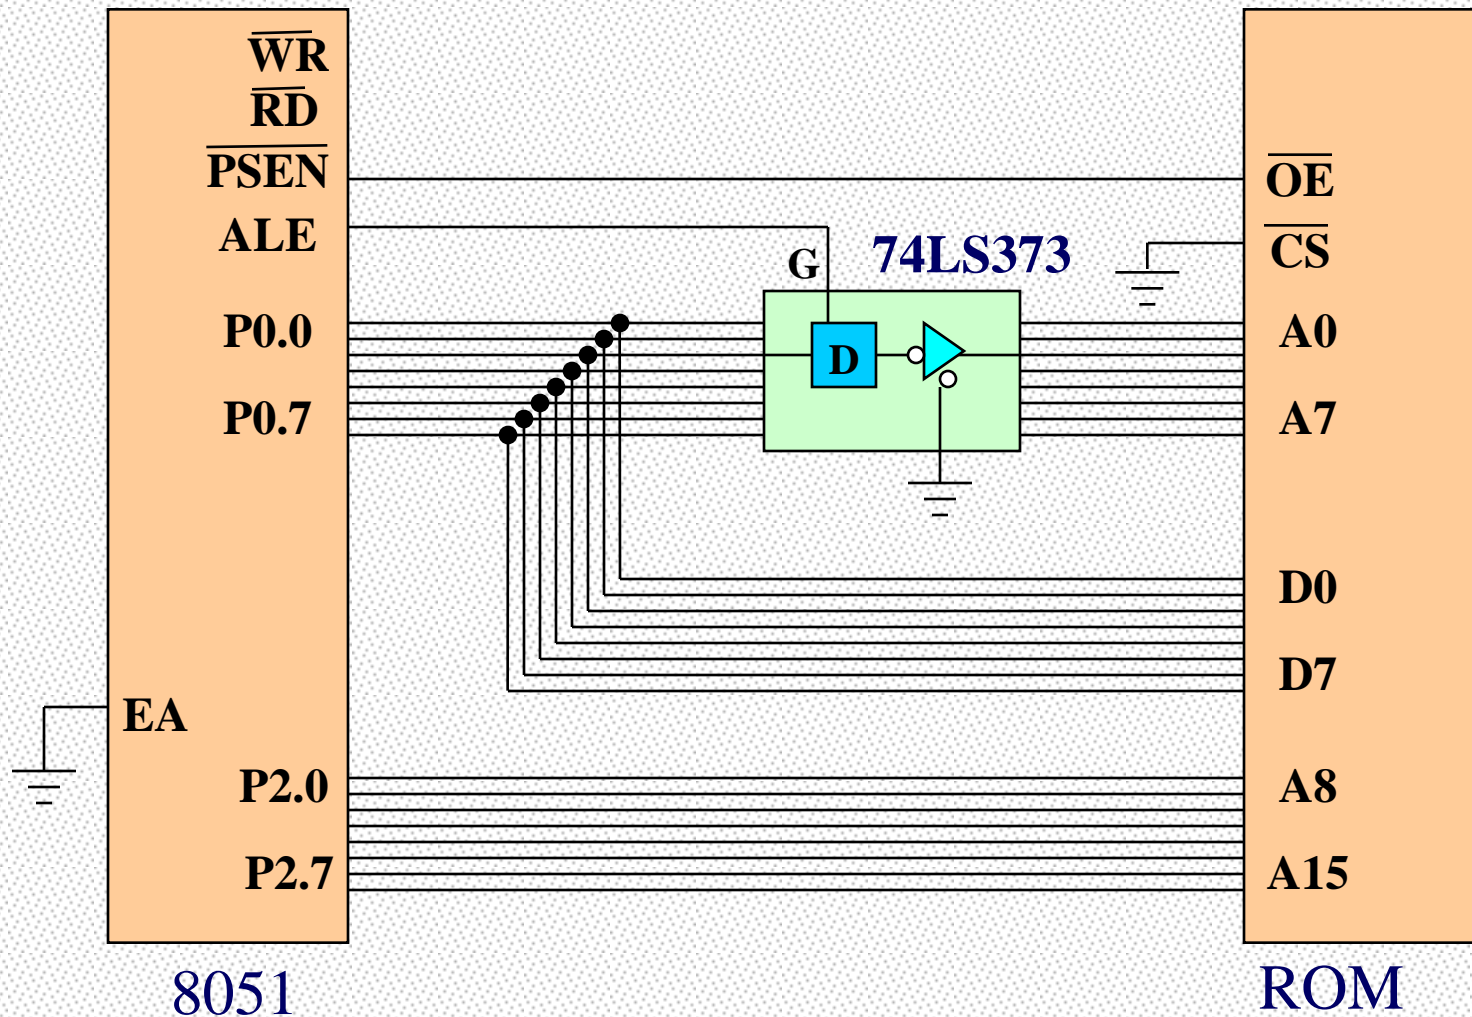 WR
RD
PSEN
ALE
P0.0
P0.7
EA
P2.0
P2.7
8051
G
74LS373
D
OE
CS
A0
A7
D0
D7
A8
A15
ROM